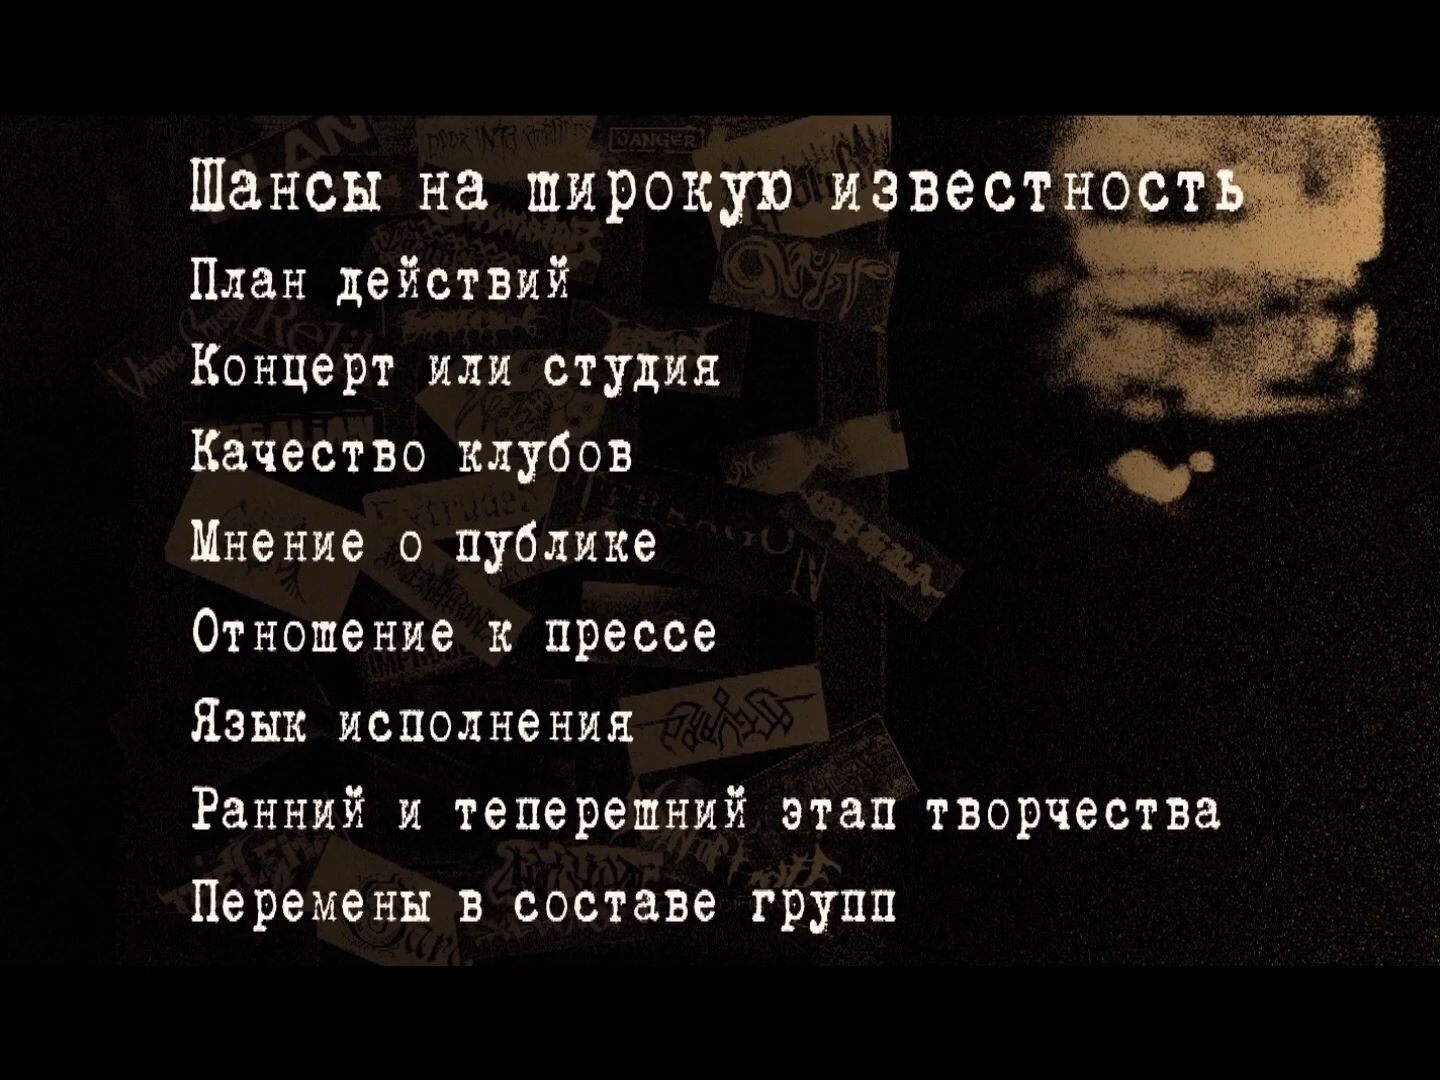 DANGER
Шансы на широкую известность
План действий
Концерт или студия
Качество клубов
Мнение о публике
Отношение к прессе
Язык исполнения
Ранний и теперешний этап творчества
Перемены в составе групп